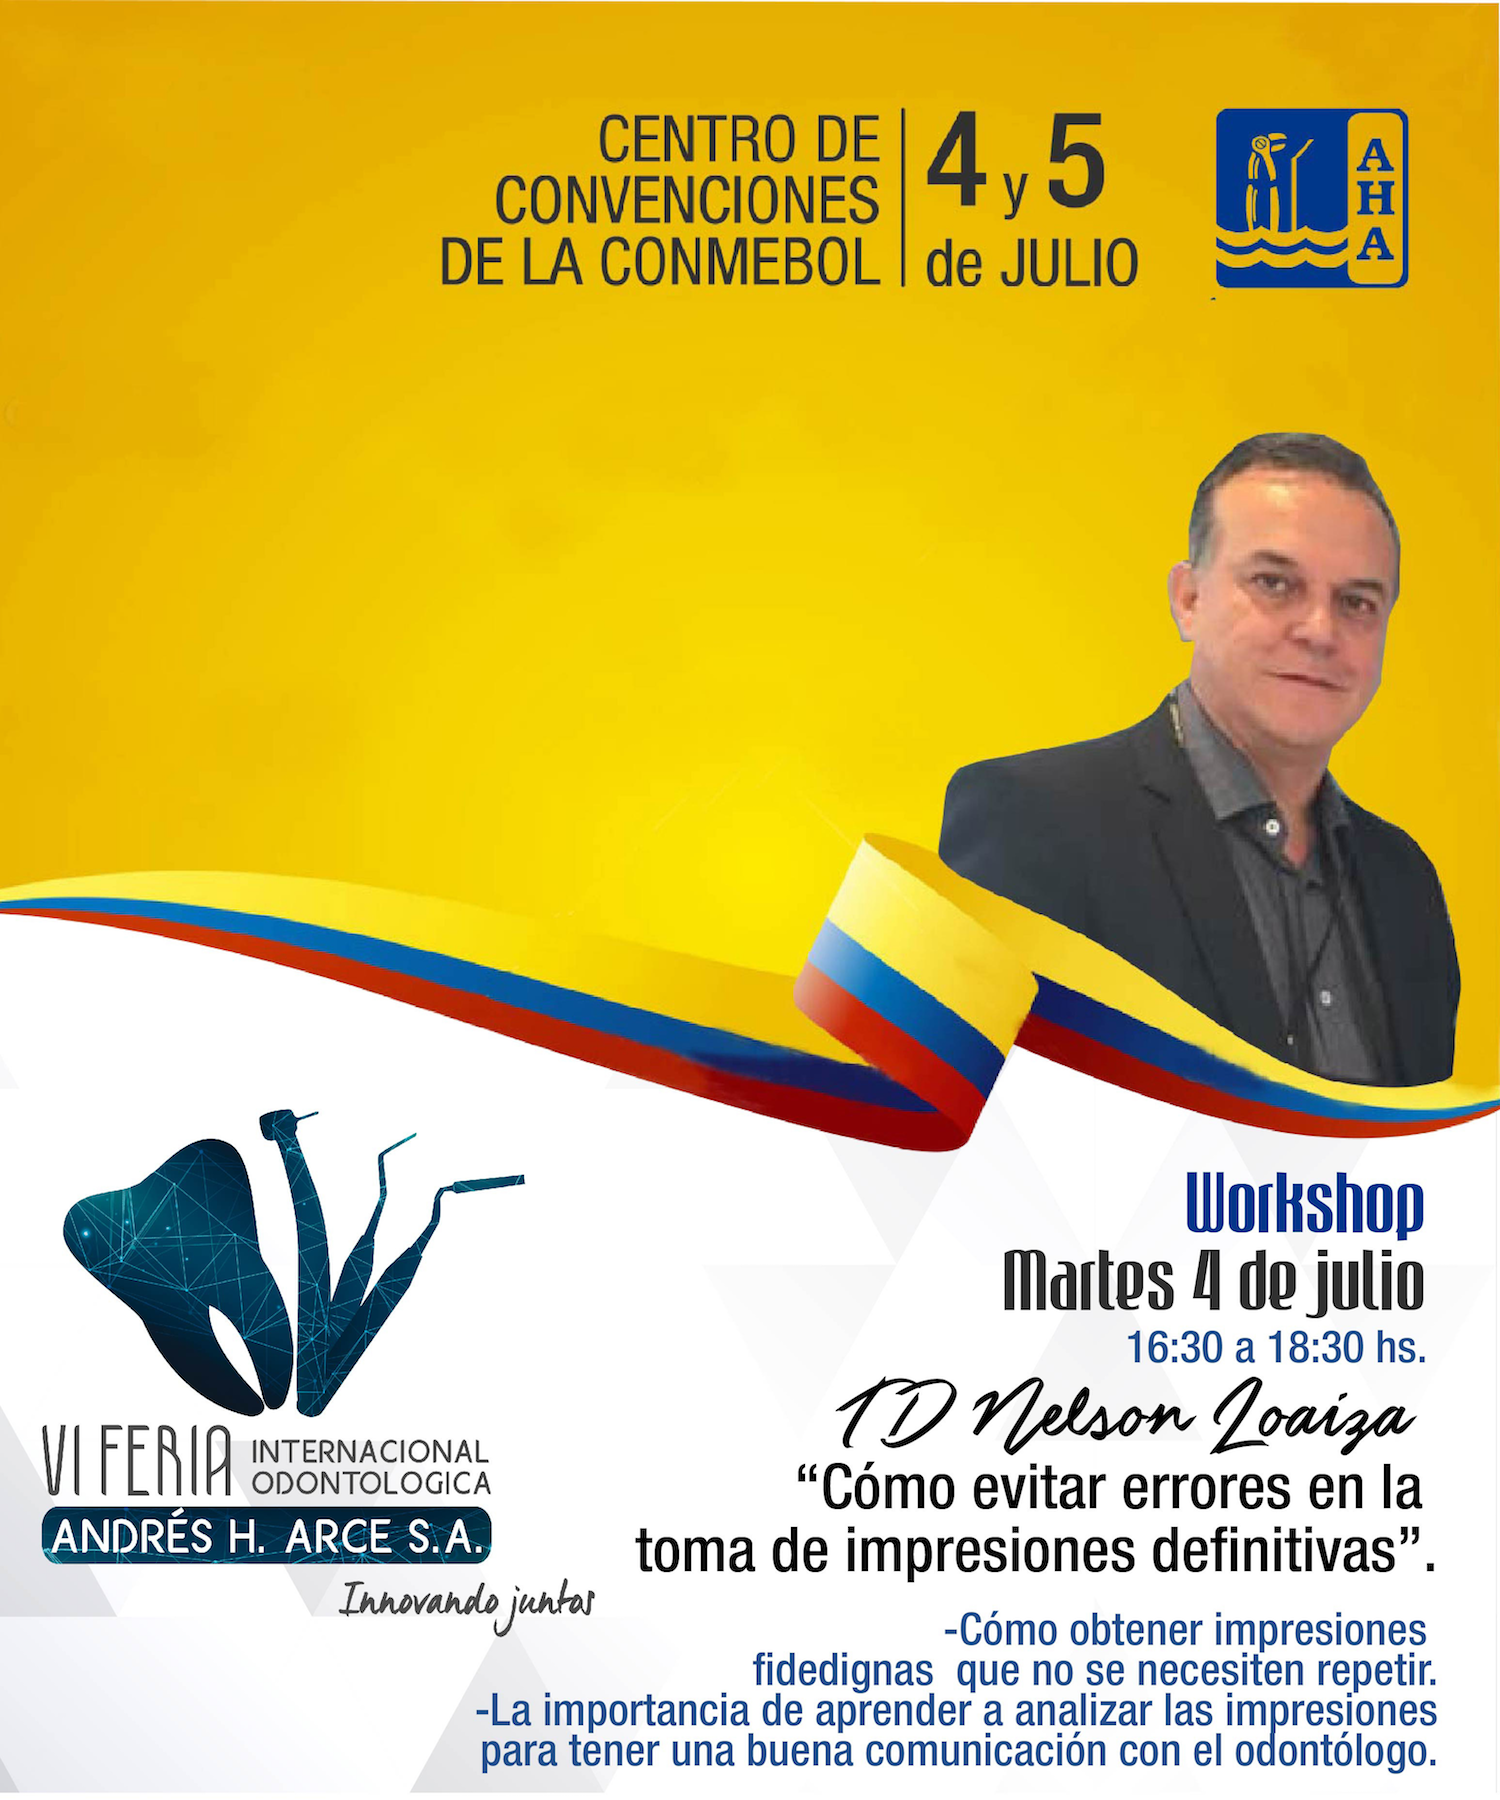 CENTRO DE
CONVENCIONES
DE LA CONMEBOL
4 y 5
de JULIO
AHA
Workshop
Martes 4 de julio
16:30 a 18:30 hs.
TD Nelson Loaiza
“Cómo evitar errores en la
toma de impresiones definitivas”.
-Cómo obtener impresiones
fidedignas que no se necesiten repetir.
-La importancia de aprender a analizar las impresiones
para tener una buena comunicación con el odontólogo.
VI FERIA INTERNACIONAL
ODONTOLOGICA
ANDRÉS H. ARCE S.A.
Innovando juntos